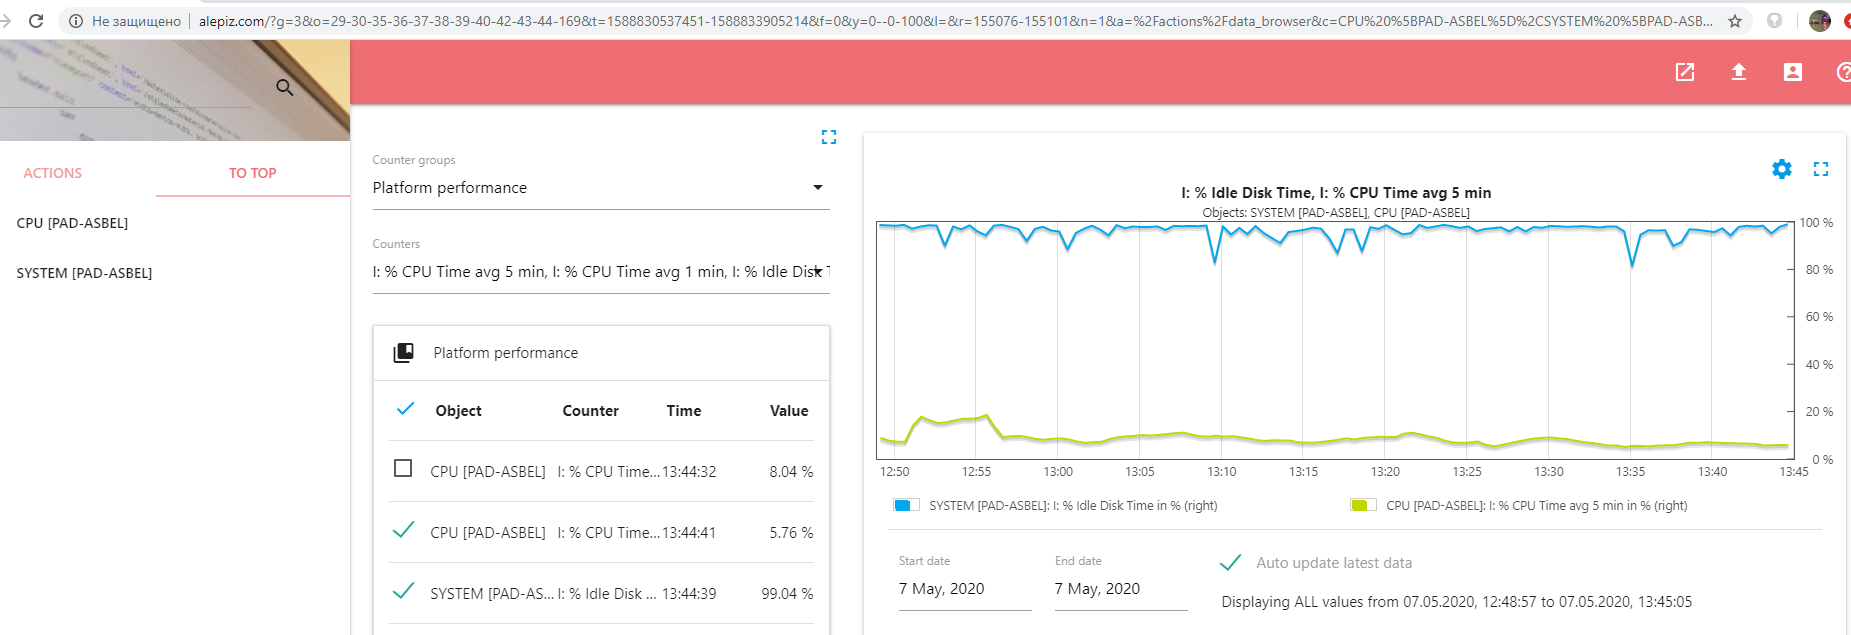 Не защищено
alepiz.com/?g=3&o=29-30-35-36-37-38-39-40-42-43-44-169&t=1588830537451-1588833905214&f=0&y=0--0-100&l=&r=155076-155101&n=1&a=%2Factions%2Fdata_browser&c=CPU%20%5BPAD-ASBEL%5D%2CSYSTEM%20%5BPAD-ASB...
ACTIONS
TO TOP
CPU [PAD-ASBEL]
SYSTEM [PAD-ASBEL]
Counter groups
Platform performance
Counters
I: % CPU Time avg 5 min, I: % CPU Time avg 1 min, I: % Idle Disk T
Platform performance
Object Counter Time Value
CPU [PAD-ASBEL] I: % CPU Time... 13:44:32 8.04 %
CPU [PAD-ASBEL] I: % CPU Time... 13:44:41 5.76 %
SYSTEM [PAD-AS... I: % Idle Disk ... 13:44:39 99.04 %
I: % Idle Disk Time, I: % CPU Time avg 5 min
Objects: SYSTEM [PAD-ASBEL], CPU [PAD-ASBEL]
100 %
80 %
60 %
40 %
20 %
0 %
12:50 12:55 13:00 13:05 13:10 13:15 13:20 13:25 13:30 13:35 13:40 13:45
SYSTEM [PAD-ASBEL]: I: % Idle Disk Time in % (right)
CPU [PAD-ASBEL]: I: % CPU Time avg 5 min in % (right)
Start date
7 May, 2020
End date
7 May, 2020
Auto update latest data
Displaying ALL values from 07.05.2020, 12:48:57 to 07.05.2020, 13:45:05